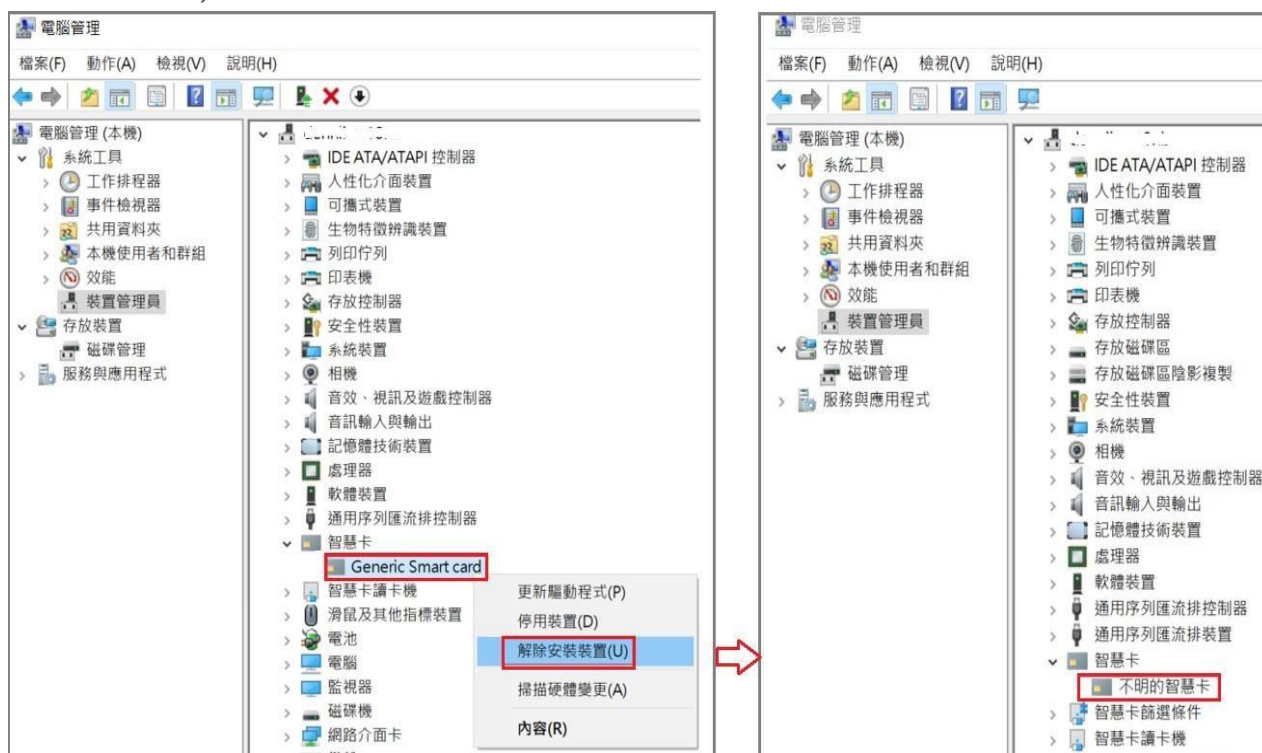 電腦管理
檔案(F) 動作(A) 檢視(V) 說明(H)
電腦管理 (本機)
系統工具
工作排程器
事件檢視器
共用資料夾
本機使用者和群組
效能
裝置管理員
存放裝置
磁碟管理
服務與應用程式
IDE ATA/ATAPI 控制器
人性化介面裝置
可攜式裝置
生物特徵辨識裝置
列印佇列
印表機
存放控制器
安全性裝置
系統裝置
相機
音效、視訊及遊戲控制器
音訊輸入與輸出
記憶體技術裝置
處理器
軟體裝置
通用序列匯流排控制器
智慧卡
Generic Smart card
智慧卡讀卡機
滑鼠及其他指標裝置
電池
電腦
監視器
磁碟機
網路介面卡
更新驅動程式(P)
停用裝置(D)
解除安裝裝置(U)
掃描硬體變更(A)
內容(R)
電腦管理
檔案(F) 動作(A) 檢視(V) 說明(H)
電腦管理 (本機)
系統工具
工作排程器
事件檢視器
共用資料夾
本機使用者和群組
效能
裝置管理員
存放裝置
磁碟管理
服務與應用程式
IDE ATA/ATAPI 控制器
人性化介面裝置
可攜式裝置
生物特徵辨識裝置
列印佇列
印表機
存放控制器
存放磁碟區
存放磁碟區陰影複製
安全性裝置
系統裝置
相機
音效、視訊及遊戲控制器
音訊輸入與輸出
記憶體技術裝置
處理器
軟體裝置
通用序列匯流排控制器
通用序列匯流排裝置
智慧卡
不明的智慧卡
智慧卡篩選條件
智慧卡讀卡機